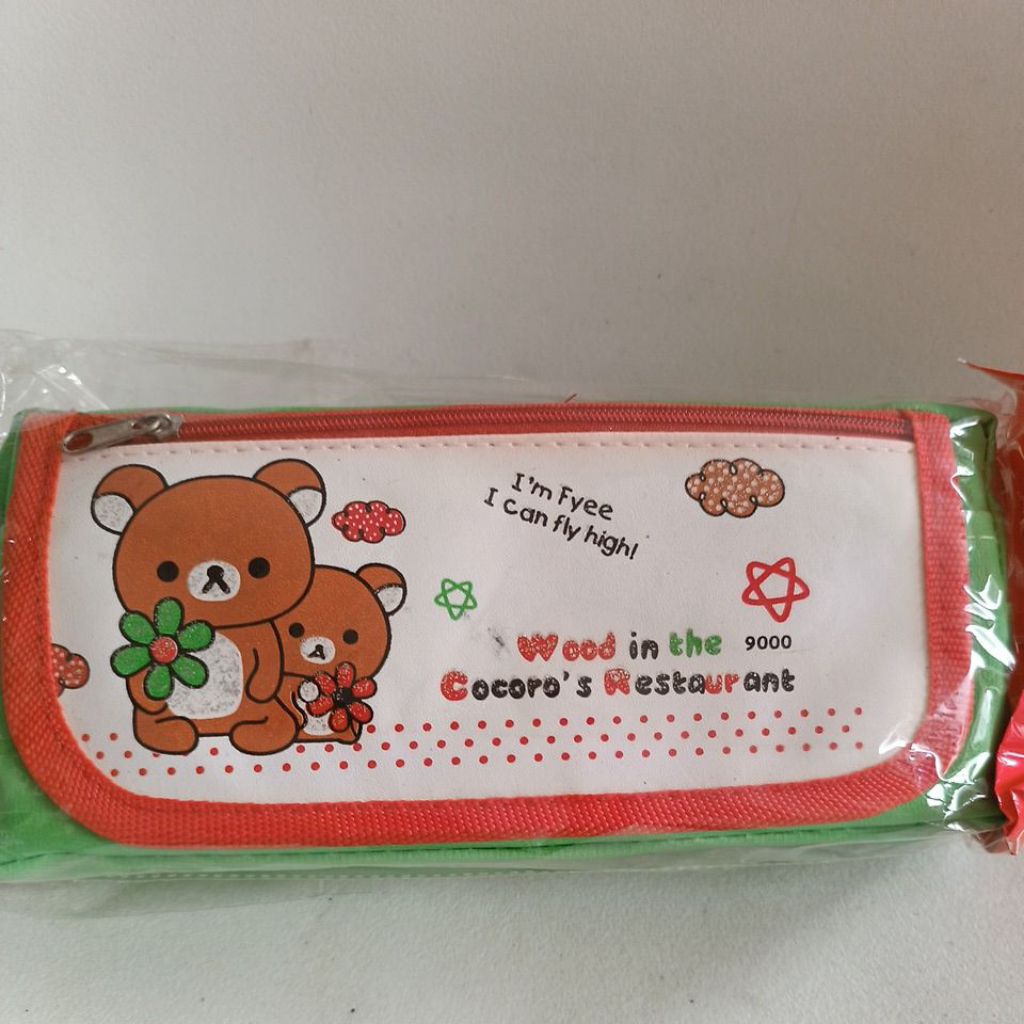 I'm Fyee
I Can fly high!
Wood in the 9000
Cocoro's Restaurant